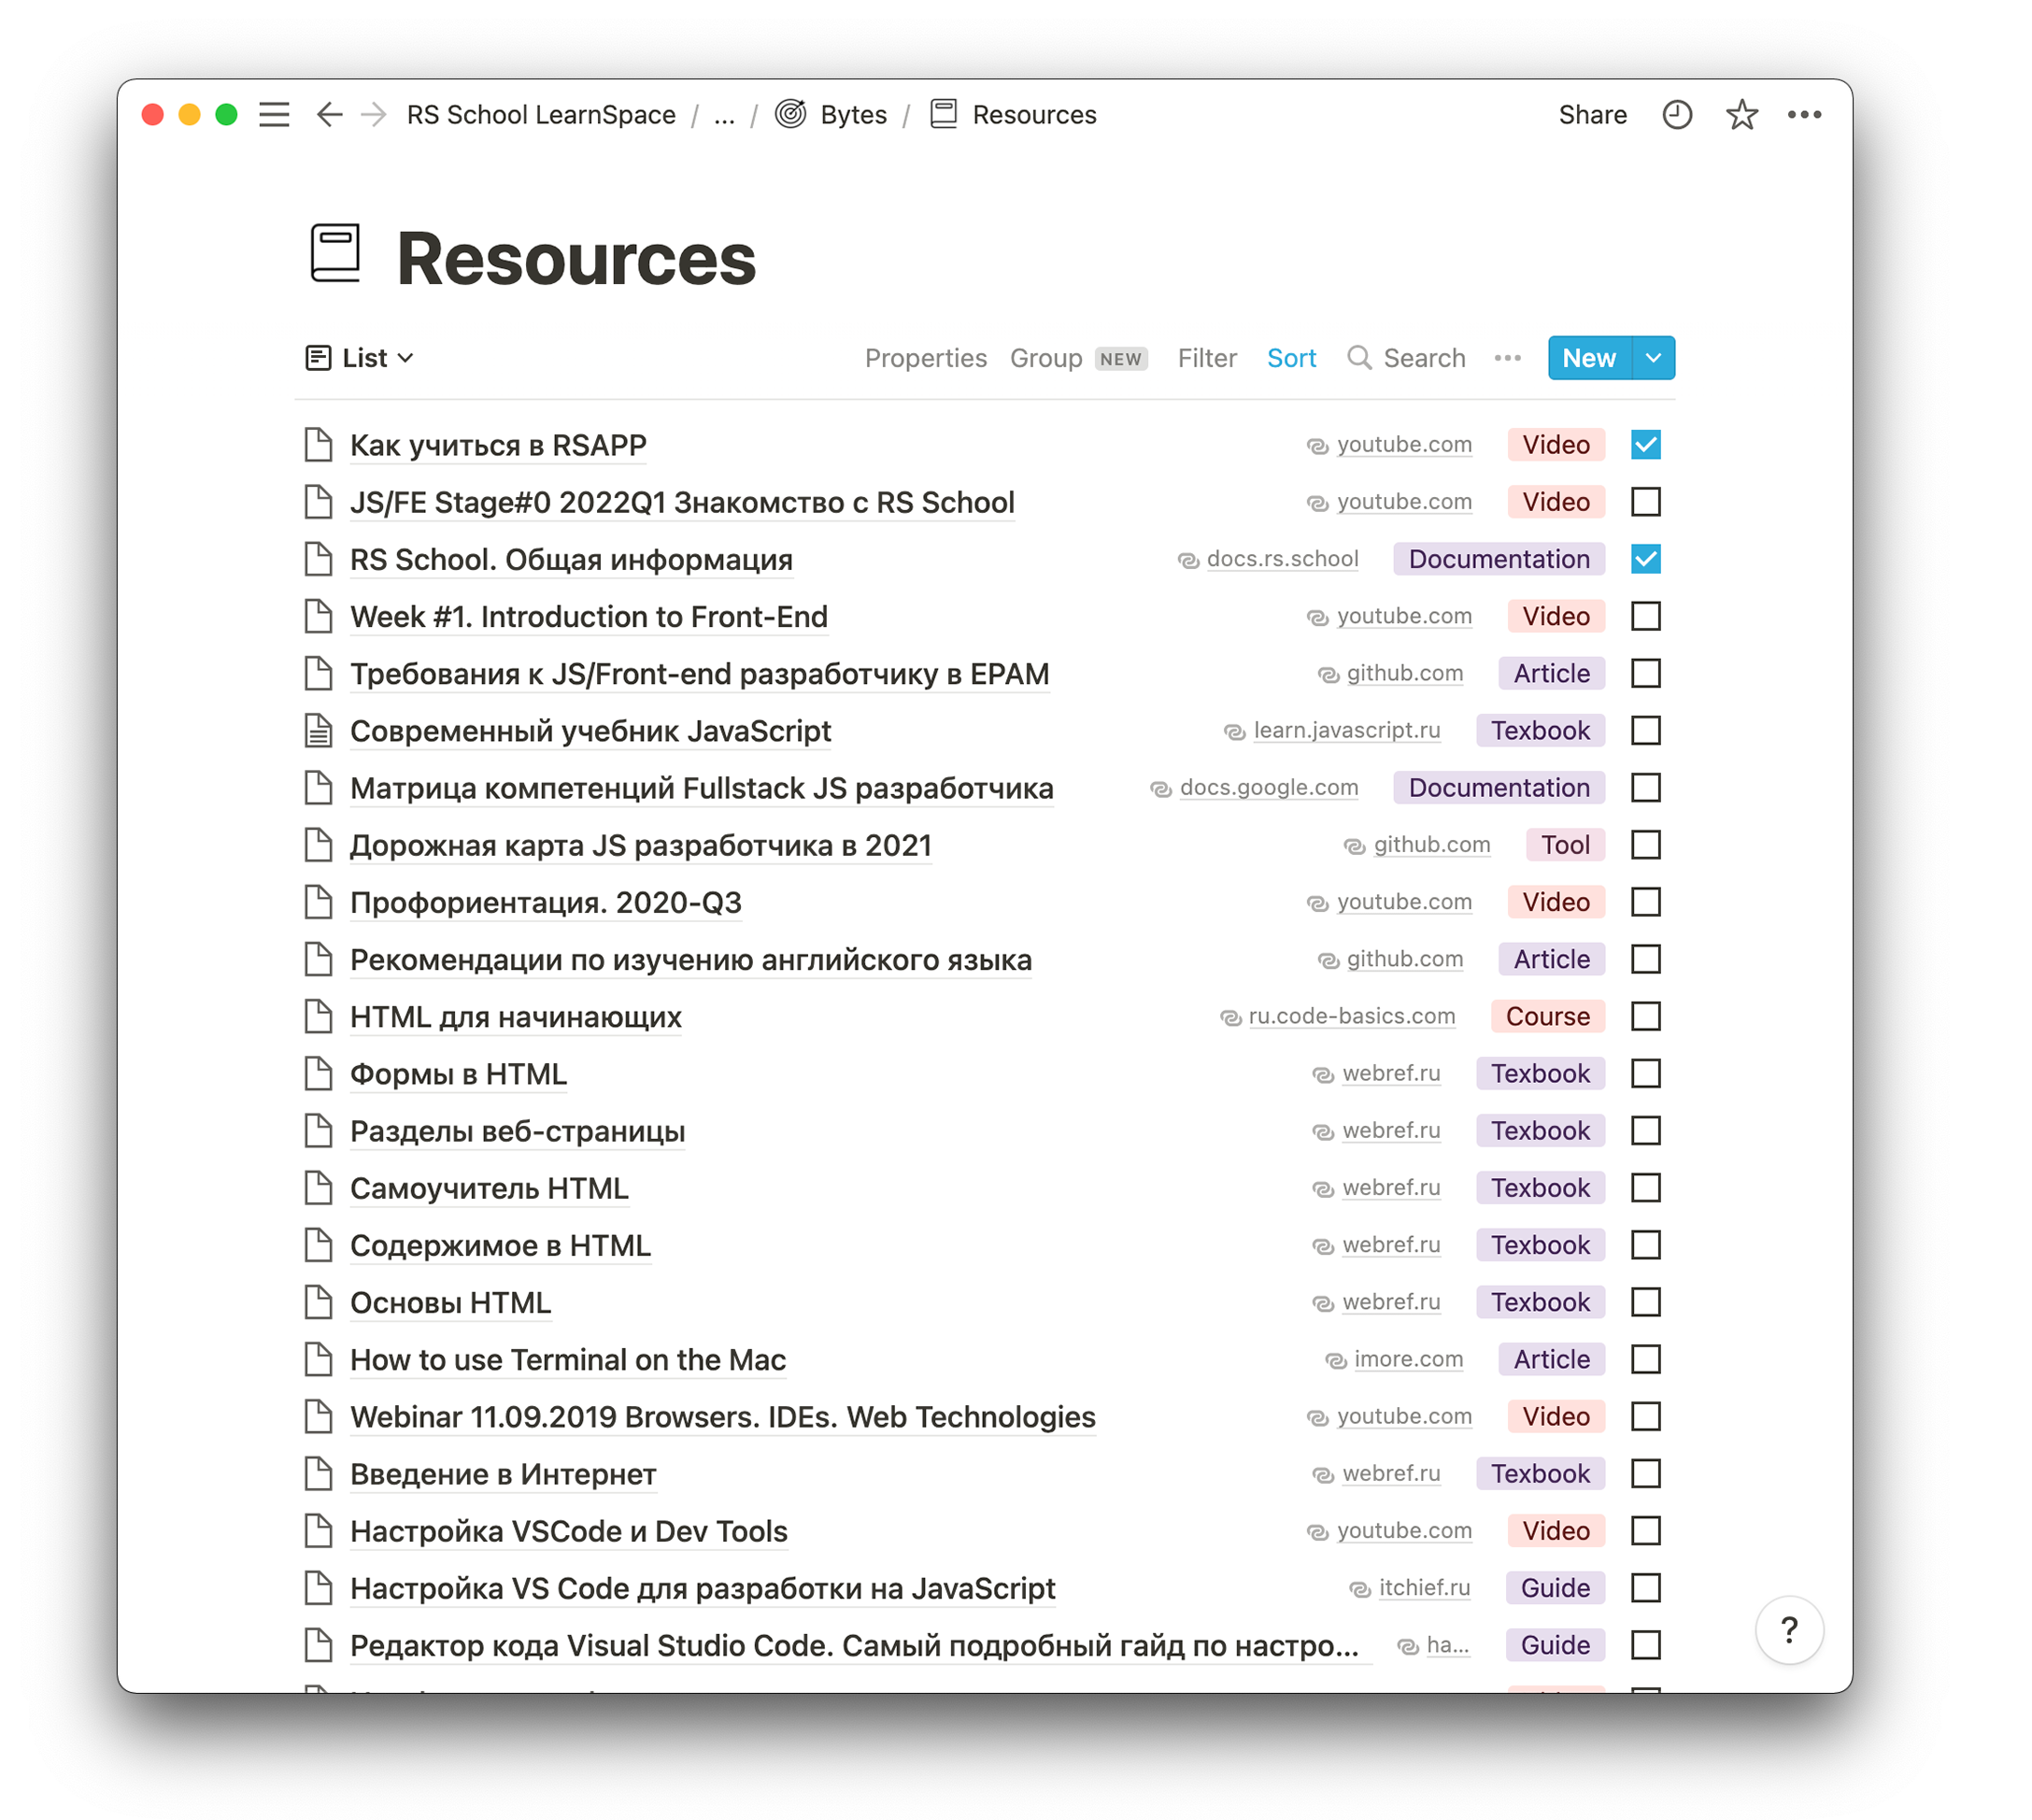 RS School LearnSpace / ... / Bytes / Resources Share
Resources
List Properties Group NEW Filter Sort Search New
Как учиться в RSAPP youtube.com Video
JS/FE Stage#0 2022Q1 Знакомство с RS School youtube.com Video
RS School. Общая информация docs.rs.school Documentation
Week #1. Introduction to Front-End youtube.com Video
Требования к JS/Front-end разработчику в EPAM github.com Article
Современный учебник JavaScript learn.javascript.ru Texbook
Матрица компетенций Fullstack JS разработчика docs.google.com Documentation
Дорожная карта JS разработчика в 2021 github.com Tool
Профориентация. 2020-Q3 youtube.com Video
Рекомендации по изучению английского языка github.com Article
HTML для начинающих ru.code-basics.com Course
Формы в HTML webref.ru Texbook
Разделы веб-страницы webref.ru Texbook
Самоучитель HTML webref.ru Texbook
Содержимое в HTML webref.ru Texbook
Основы HTML webref.ru Texbook
How to use Terminal on the Mac imore.com Article
Webinar 11.09.2019 Browsers. IDEs. Web Technologies youtube.com Video
Введение в Интернет webref.ru Texbook
Настройка VSCode и Dev Tools youtube.com Video
Настройка VS Code для разработки на JavaScript itchief.ru Guide
Редактор кода Visual Studio Code. Самый подробный гайд по настро... ha... Guide
?